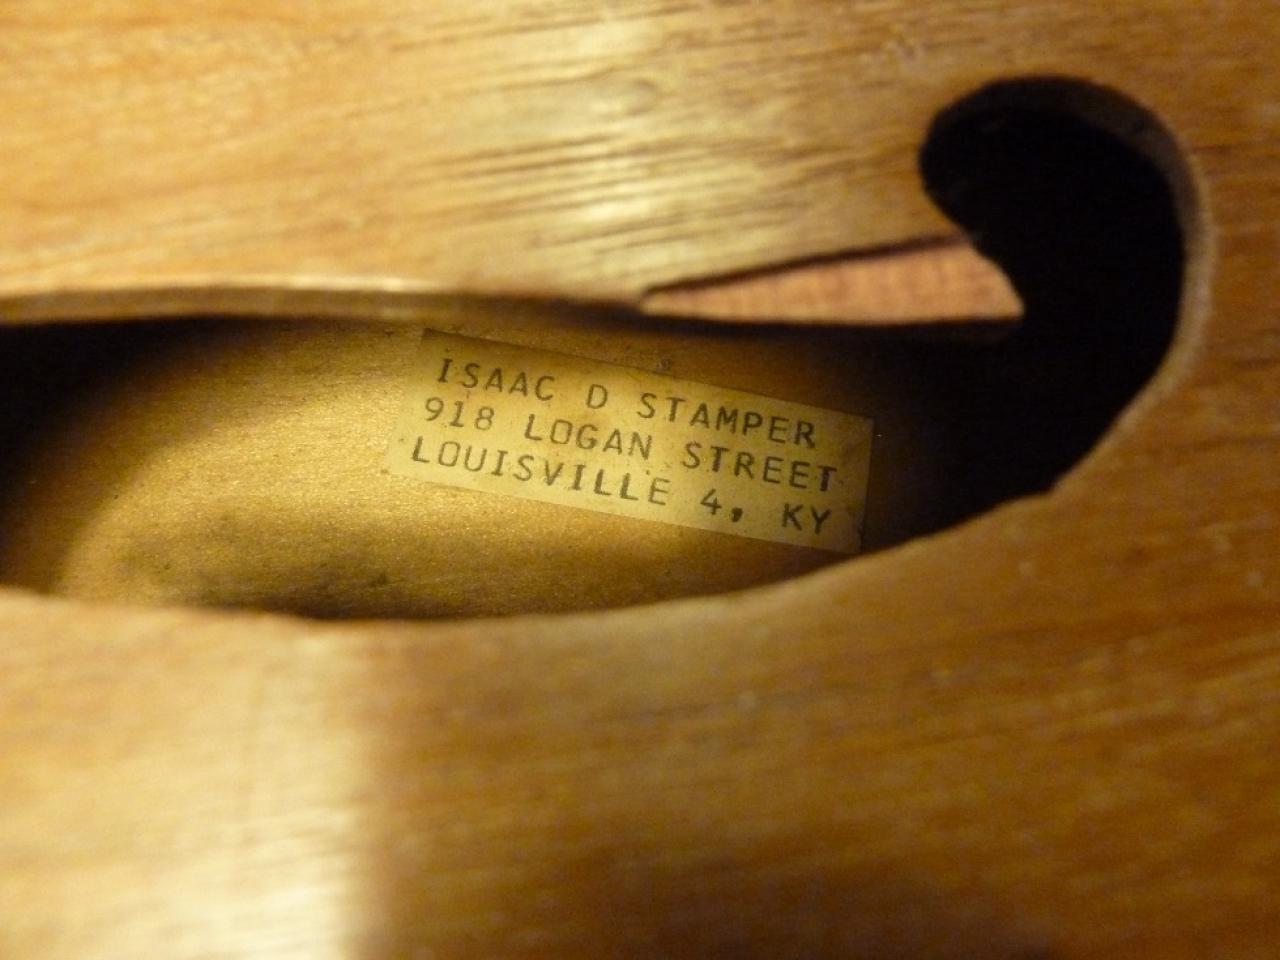 ISAAC D STAMPER
918 LOGAN STREET
LOUISVILLE 4, KY